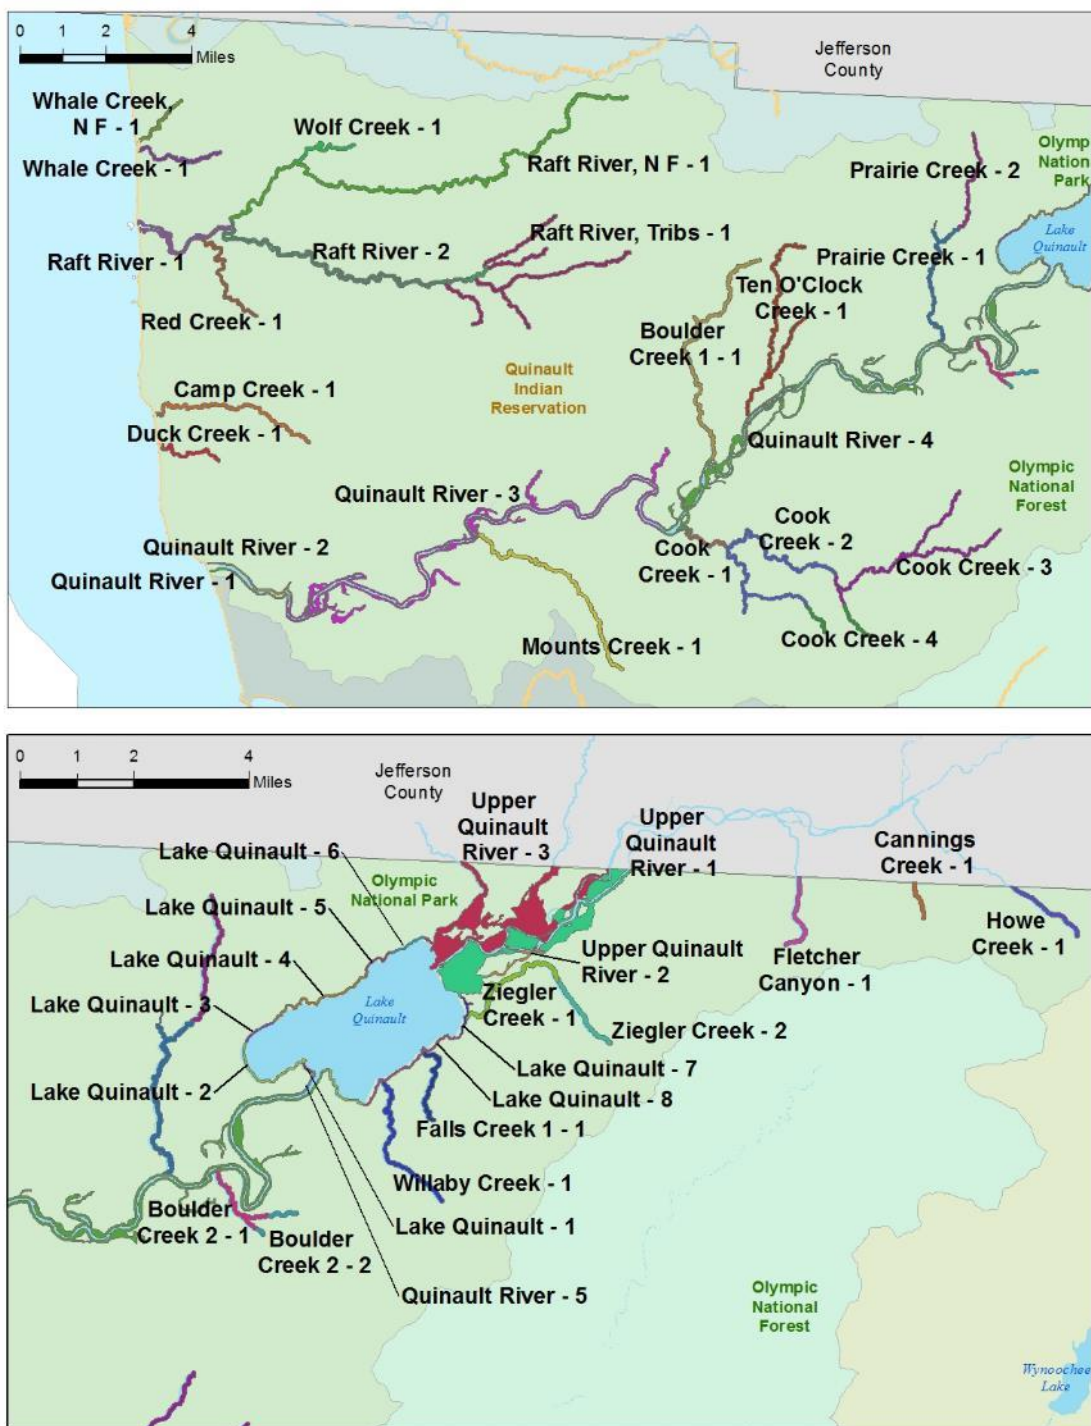 0 1 2 4
Miles
Jefferson
County
Whale Creek,
N F - 1
Wolf Creek - 1
Whale Creek - 1
Raft River, N F - 1
Prairie Creek - 2
Olymp
Nationa
Park
Lake
Quinault
Raft River - 1
Raft River - 2
Raft River, Tribs - 1
Prairie Creek - 1
Ten O'Clock
Creek - 1
Red Creek - 1
Boulder
Creek 1 - 1
Quinault
Indian
Reservation
Camp Creek - 1
Duck Creek - 1
Quinault River - 4
Olympic
National
Forest
Quinault River - 3
Cook
Creek - 2
Quinault River - 2
Cook
Creek - 1
Cook Creek - 3
Quinault River - 1
Mounts Creek - 1
Cook Creek - 4
0 1 2 4
Miles
Jefferson
County
Upper
Quinault
River - 3
Upper
Quinault
River - 1
Cannings
Creek - 1
Lake Quinault - 6
Olympic
National Park
Lake Quinault - 5
Howe
Creek - 1
Lake Quinault - 4
Upper Quinault
River - 2
Fletcher
Canyon - 1
Lake Quinault - 3
Lake
Quinault
Ziegler
Creek - 1
Ziegler Creek - 2
Lake Quinault - 7
Lake Quinault - 2
Lake Quinault - 8
Falls Creek 1 - 1
Willaby Creek - 1
Boulder
Creek 2 - 1
Lake Quinault - 1
Boulder
Creek 2 - 2
Quinault River - 5
Olympic
National
Forest
Wynoochee
Lake